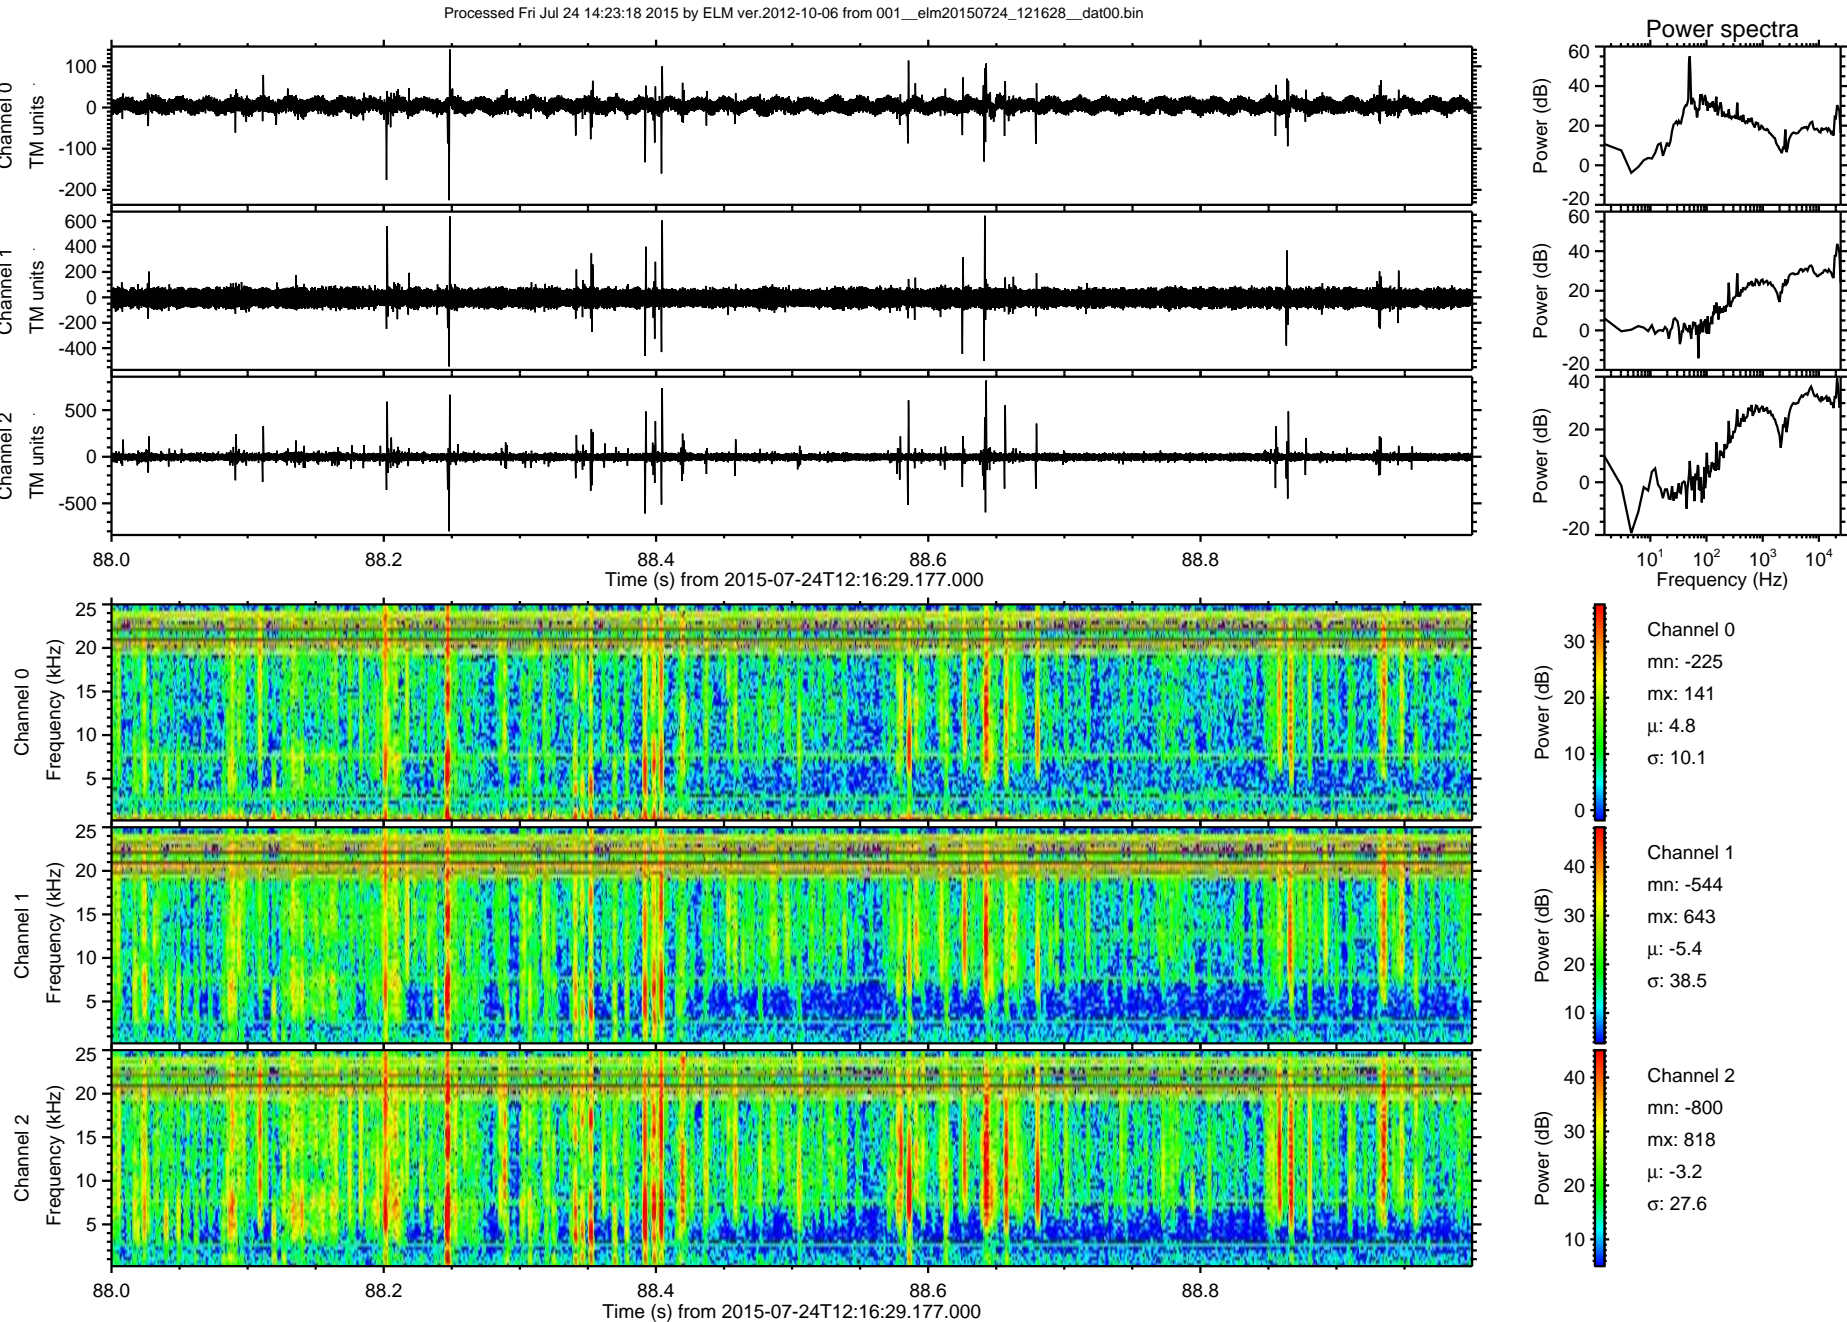 Processed Fri Jul 24 14:23:18 2015 by ELM ver.2012-10-06 from 001__elm20150724_121628__dat00.bin
Power spectra
Channel 0
TM units
100
0
-100
-200
Power (dB)
60
40
20
0
-20
Channel 1
TM units
600
400
200
0
-200
-400
Power (dB)
60
40
20
0
-20
Channel 2
TM units
500
0
-500
Power (dB)
40
20
0
-20
88.0 88.2 88.4 88.6 88.8
Time (s) from 2015-07-24T12:16:29.177.000
10^1 10^2 10^3 10^4
Frequency (Hz)
Channel 0
Frequency (kHz)
25
20
15
10
5
Power (dB)
30
20
10
0
Channel 0
mn: -225
mx: 141
μ: 4.8
σ: 10.1
Channel 1
Frequency (kHz)
25
20
15
10
5
Power (dB)
40
30
20
10
Channel 1
mn: -544
mx: 643
μ: -5.4
σ: 38.5
Channel 2
Frequency (kHz)
25
20
15
10
5
Power (dB)
40
30
20
10
Channel 2
mn: -800
mx: 818
μ: -3.2
σ: 27.6
88.0 88.2 88.4 88.6 88.8
Time (s) from 2015-07-24T12:16:29.177.000